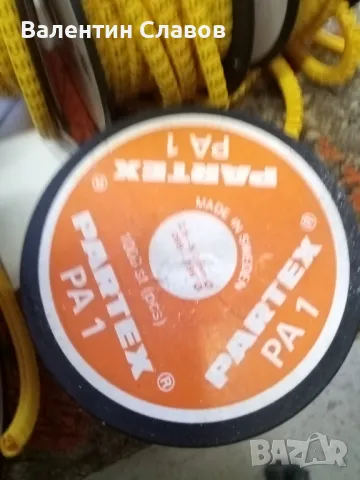 Валентин Славов
PARTEX ®
PA 1
PARTEX ®
PA 1
PARTEX ®
PA 1
MADE IN SWEDEN
1000 st (pcs)
BAZAR